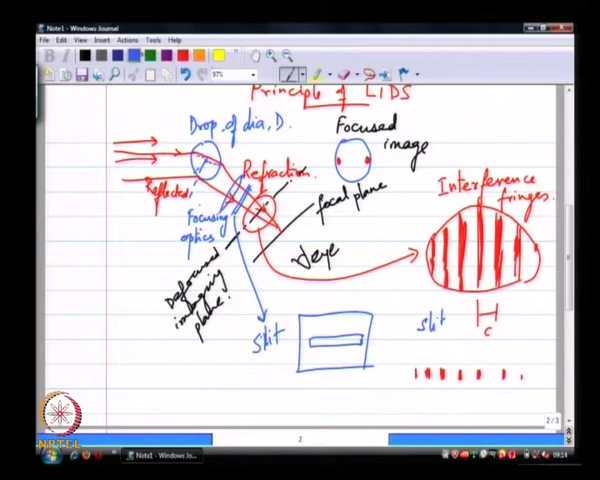 Note1 - Windows Journal
File Edit View Insert Actions Tools Help
97%
Principle of LIDS
Drop of dia, D.
Focused image
Refraction
Reflected
Focusing optics
focal plane
Interference fringes.
Defocused imaging plane.
eye
Slit
slit
c
2 / 3
2
NPTEL
Note1 - Windows Jo...
09:14